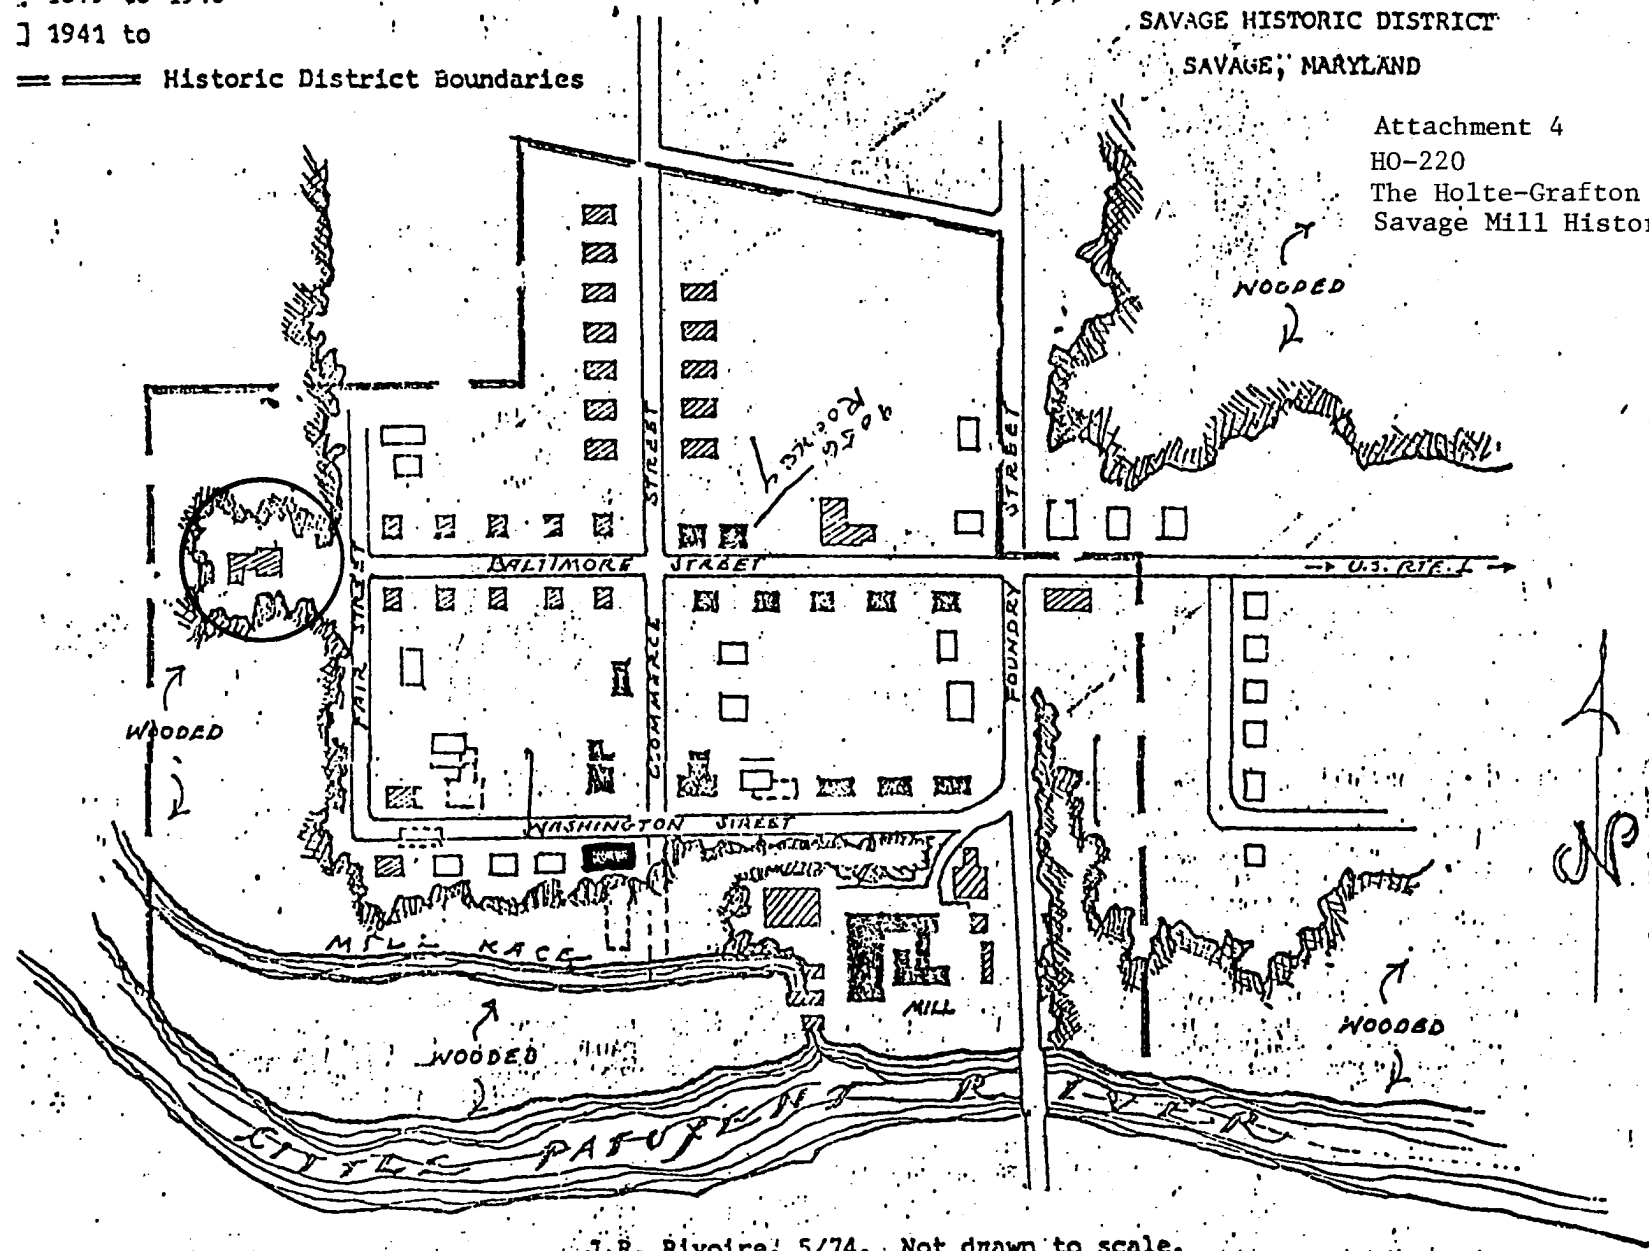 ] 1941 to
Historic District Boundaries
SAVAGE HISTORIC DISTRICT
SAVAGE, MARYLAND
Attachment 4
HO-220
The Holte-Grafton
Savage Mill Histor
WOODED
STREET
STREET
BALTIMORE STREET
U.S. RTE. 1
FAIR STREET
COMMERCE
FOUNDRY
WOODED
WASHINGTON STREET
MILL RACE
MILL
WOODED
WOODED
LITTLE PATUXENT RIVER
N
J.R. Rivoire, 5/74. Not drawn to scale.